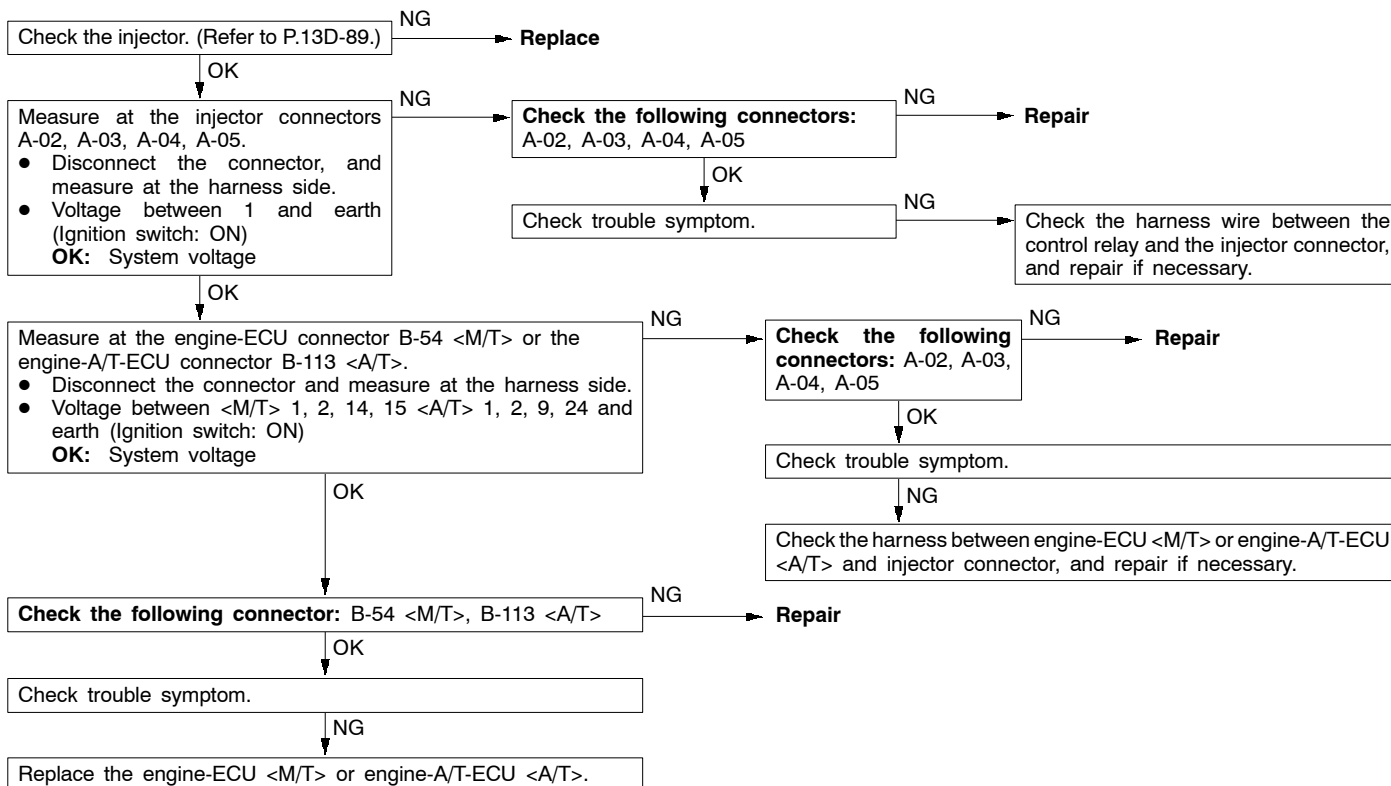 Check the injector. (Refer to P.13D-89.)
NG
Replace
OK
Measure at the injector connectors
A-02, A-03, A-04, A-05.
● Disconnect the connector, and
measure at the harness side.
● Voltage between 1 and earth
(Ignition switch: ON)
OK: System voltage
NG
Check the following connectors:
A-02, A-03, A-04, A-05
NG
Repair
OK
Check trouble symptom.
NG
Check the harness wire between the
control relay and the injector connector,
and repair if necessary.
OK
Measure at the engine-ECU connector B-54 <M/T> or the
engine-A/T-ECU connector B-113 <A/T>.
● Disconnect the connector and measure at the harness side.
● Voltage between <M/T> 1, 2, 14, 15 <A/T> 1, 2, 9, 24 and
earth (Ignition switch: ON)
OK: System voltage
NG
Check the following
connectors: A-02, A-03,
A-04, A-05
NG
Repair
OK
Check trouble symptom.
NG
Check the harness between engine-ECU <M/T> or engine-A/T-ECU
<A/T> and injector connector, and repair if necessary.
OK
Check the following connector: B-54 <M/T>, B-113 <A/T>
NG
Repair
OK
Check trouble symptom.
NG
Replace the engine-ECU <M/T> or engine-A/T-ECU <A/T>.